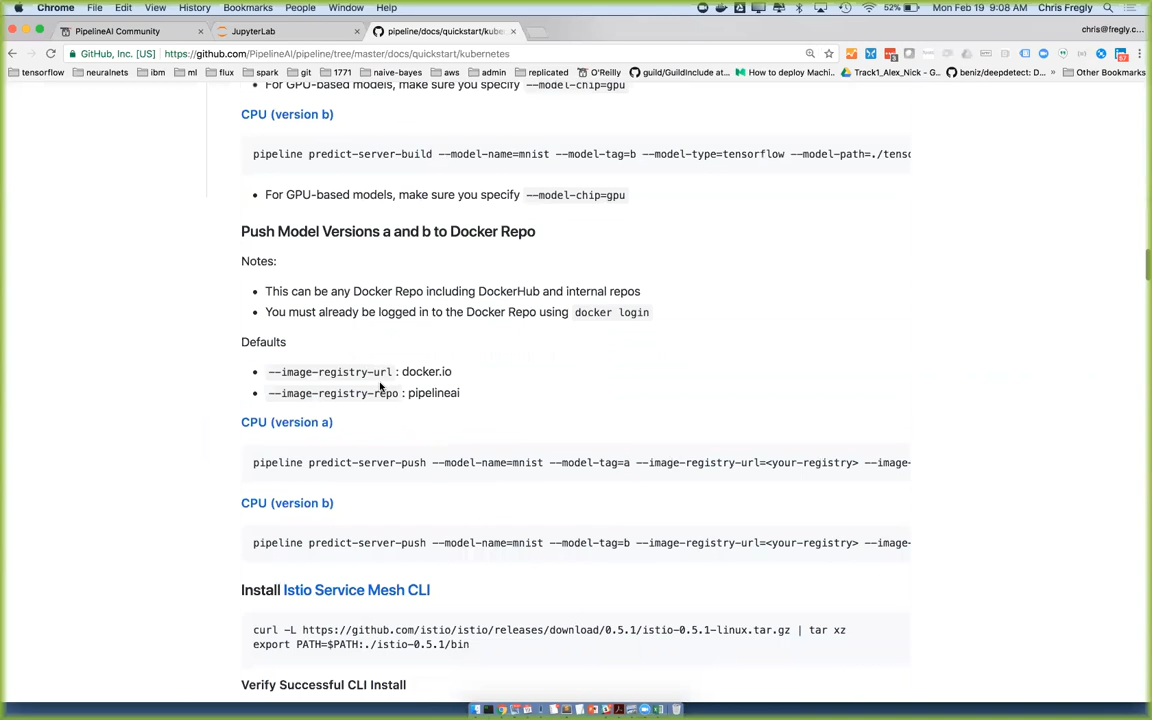 Chrome File Edit View History Bookmarks People Window Help 52% Mon Feb 19 9:08 AM Chris Fregly
PipelineAI Community JupyterLab pipeline/docs/quickstart/kube chris@fregly.c...
GitHub, Inc. [US] https://github.com/PipelineAI/pipeline/tree/master/docs/quickstart/kubernetes
tensorflow neuralnets ibm ml flux spark git 1771 naive-bayes aws admin replicated O'Reilly guild/GuildInclude at... How to deploy Machi... Track1_Alex_Nick - G... beniz/deepdetect: D... » Other Bookmarks
• For GPU-based models, make sure you specify --model-chip=gpu
CPU (version b)
pipeline predict-server-build --model-name=mnist --model-tag=b --model-type=tensorflow --model-path=./tenso
• For GPU-based models, make sure you specify --model-chip=gpu
Push Model Versions a and b to Docker Repo
Notes:
• This can be any Docker Repo including DockerHub and internal repos
• You must already be logged in to the Docker Repo using docker login
Defaults
• --image-registry-url : docker.io
• --image-registry-repo : pipelineai
CPU (version a)
pipeline predict-server-push --model-name=mnist --model-tag=a --image-registry-url=<your-registry> --image-
CPU (version b)
pipeline predict-server-push --model-name=mnist --model-tag=b --image-registry-url=<your-registry> --image-
Install Istio Service Mesh CLI
curl -L https://github.com/istio/istio/releases/download/0.5.1/istio-0.5.1-linux.tar.gz | tar xz
export PATH=$PATH:./istio-0.5.1/bin
Verify Successful CLI Install